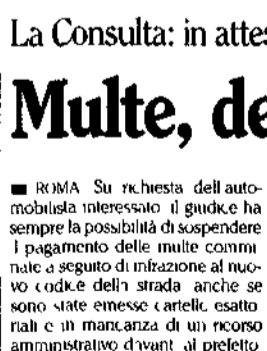 La Consulta: in attes
Multe, de
ROMA Su richiesta dell auto-
mobilista interessato il giudice ha
sempre la possibilità di sospendere
l pagamento delle multe commi
nate a seguito di infrazione al nuo-
vo codice della strada anche se
sono state emesse cartelle esatto
riali e in mancanza di un ricorso
amministrativo davanti al prefetto